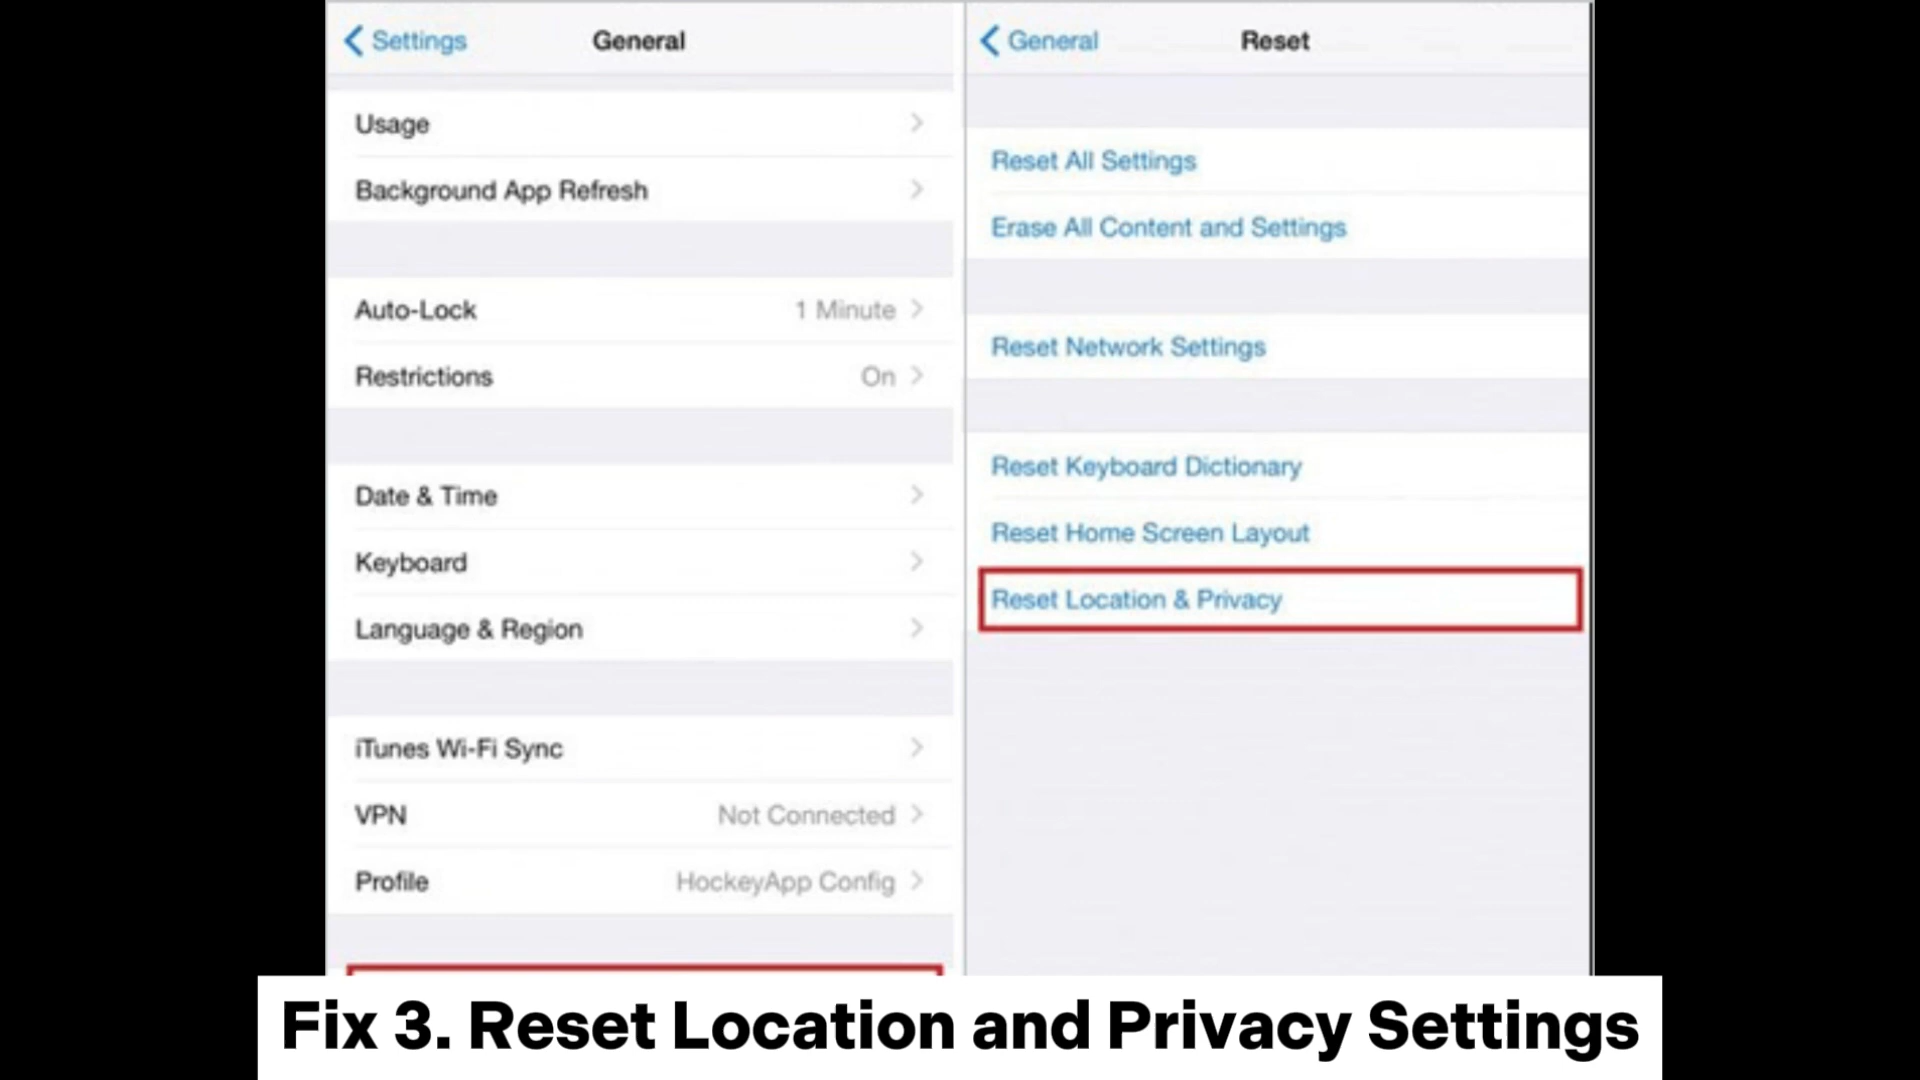 Settings
General
Usage
Background App Refresh
Auto-Lock 1 Minute
Restrictions On
Date & Time
Keyboard
Language & Region
iTunes Wi-Fi Sync
VPN Not Connected
Profile HockeyApp Config
General
Reset
Reset All Settings
Erase All Content and Settings
Reset Network Settings
Reset Keyboard Dictionary
Reset Home Screen Layout
Reset Location & Privacy
Fix 3. Reset Location and Privacy Settings